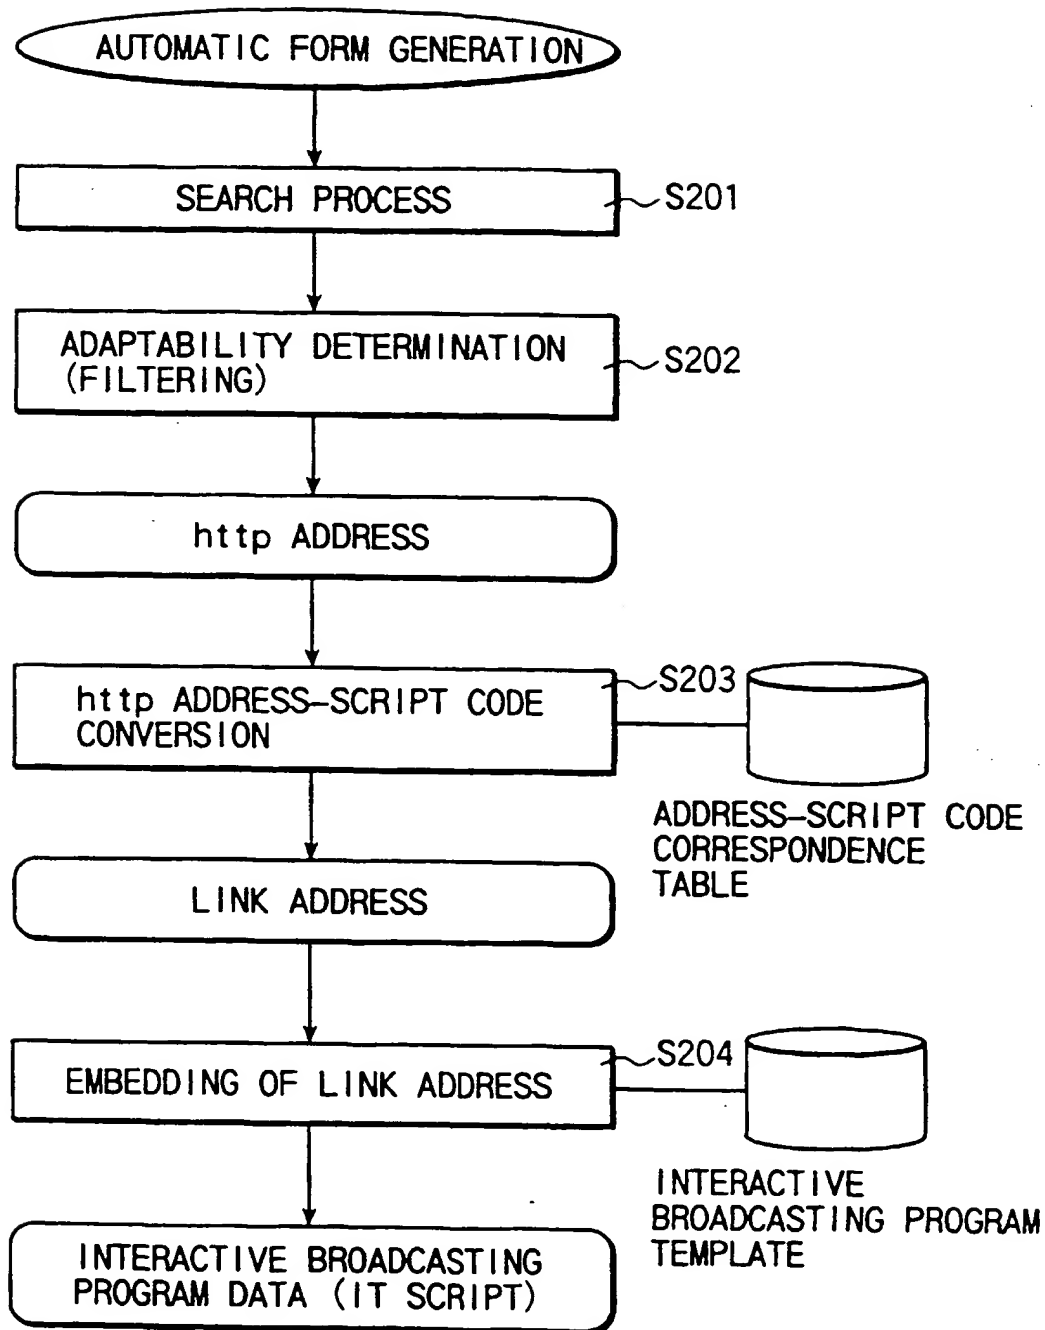 AUTOMATIC FORM GENERATION
SEARCH PROCESS
S201
ADAPTABILITY DETERMINATION
(FILTERING)
S202
http ADDRESS
http ADDRESS-SCRIPT CODE
CONVERSION
S203
ADDRESS-SCRIPT CODE
CORRESPONDENCE
TABLE
LINK ADDRESS
EMBEDDING OF LINK ADDRESS
S204
INTERACTIVE
BROADCASTING PROGRAM
TEMPLATE
INTERACTIVE BROADCASTING
PROGRAM DATA (IT SCRIPT)